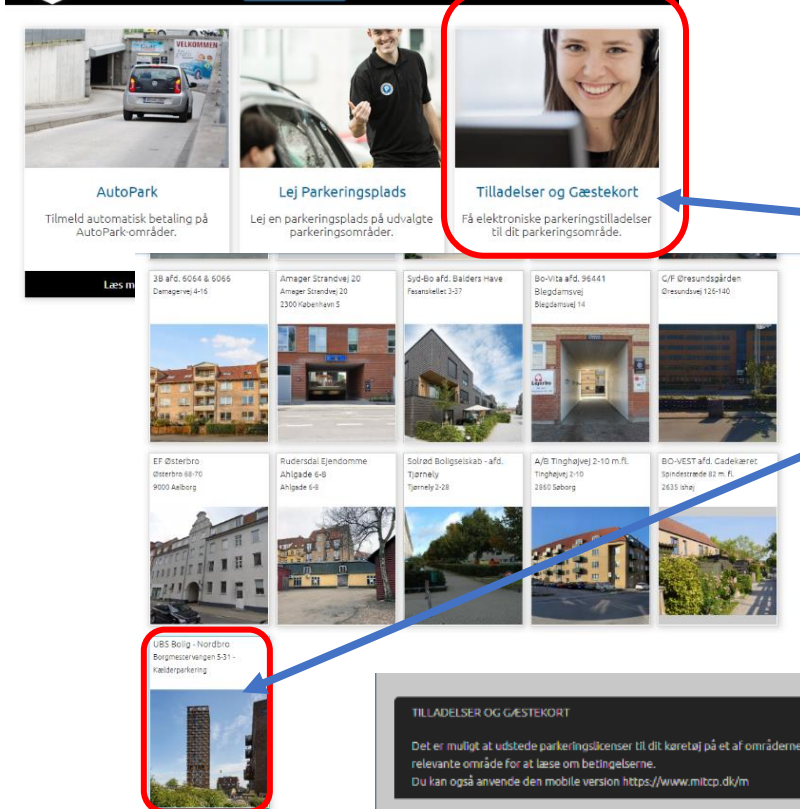 VELKOMMEN
AutoPark
Tilmeld automatisk betaling på
AutoPark-områder.
Lej Parkeringsplads
Lej en parkeringsplads på udvalgte
parkeringsområder.
Tilladelser og Gæstekort
Få elektroniske parkeringstilladelser
til dit parkeringsområde.
Læs m
3B afd. 6064 & 6066
Damagervej 4-16
Amager Strandvej 20
Amager Strandvej 20
2300 København S
Syd-Bo afd. Balders Have
Fasanskellet 3-37
Bo-Vita afd. 96441
Blegdamsvej
Blegdamsvej 14
G/F Øresundsgården
Øresundsvej 126-140
EF Østerbro
Østerbro 68-70
9000 Aalborg
Rudersdal Ejendomme
Ahlgade 6-8
Ahlgade 6-8
Solrød Boligselskab - afd.
Tjørnely
Tjørnely 2-28
A/B Tinghøjvej 2-10 m.fl.
Tinghøjvej 2-10
2860 Søborg
BO-VEST afd. Gadekæret
Spindestræde 82 m. fl.
2635 Ishøj
UBS Bolig - Nordbro
Borgmestervangen 5-31 -
Kælderparkering
TILLADELSER OG GÆSTEKORT
Det er muligt at udstede parkeringslicenser til dit køretøj på et af områderne
relevante område for at læse om betingelserne.
Du kan også anvende den mobile version https://www.mitcp.dk/m